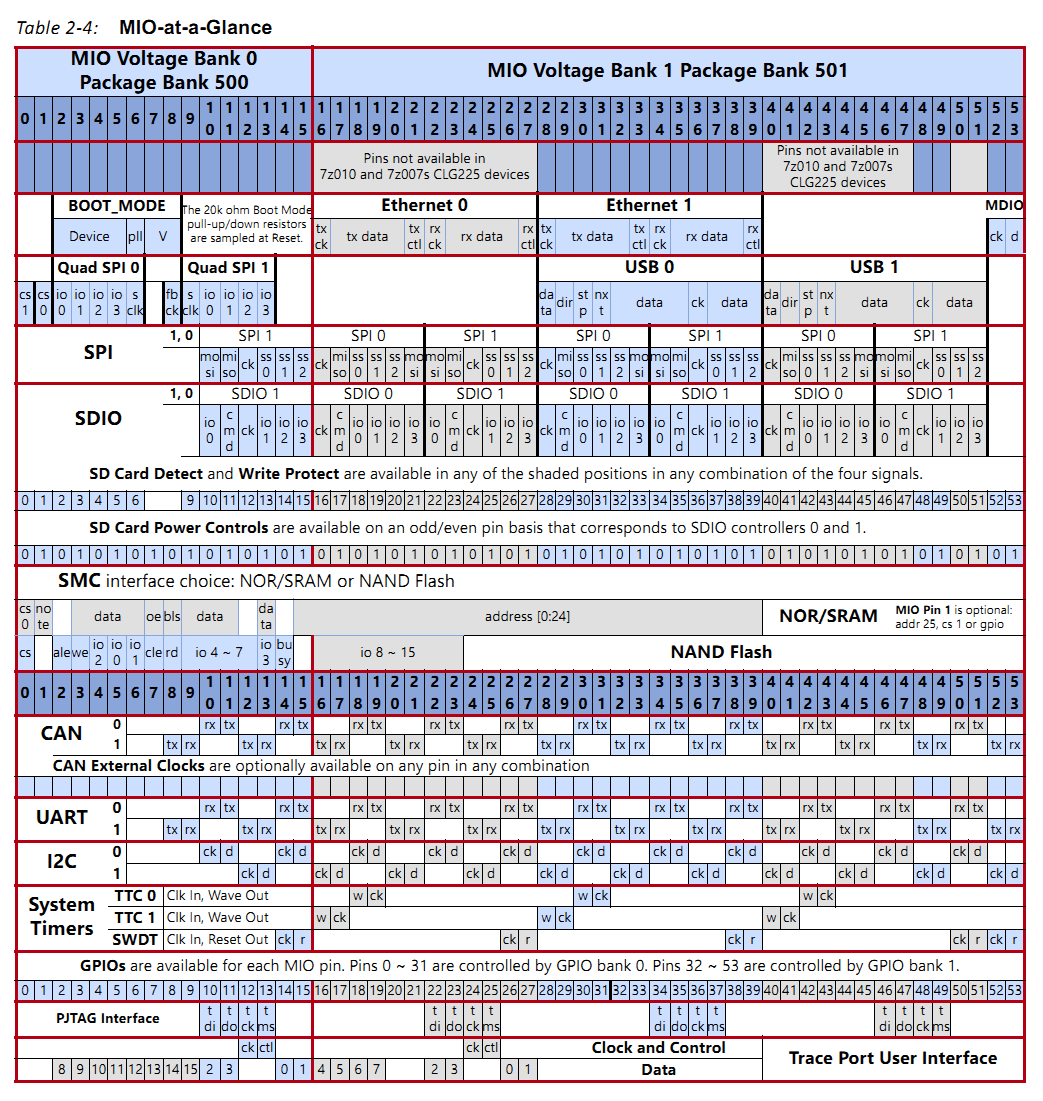 Table 2-4: MIO-at-a-Glance
MIO Voltage Bank 0
Package Bank 500
MIO Voltage Bank 1 Package Bank 501
0 1 2 3 4 5 6 7 8 9 10 11 12 13 14 15 16 17 18 19 20 21 22 23 24 25 26 27 28 29 30 31 32 33 34 35 36 37 38 39 40 41 42 43 44 45 46 47 48 49 50 51 52 53
Pins not available in
7z010 and 7z007s
CLG225 devices
Pins not available in
7z010 and 7z007s
CLG225 devices
BOOT_MODE
Device pll V
The 20k ohm Boot Mode
pull-up/down resistors
are sampled at Reset.
Ethernet 0
tx ck tx data tx ctl rx ck rx data rx ctl
Ethernet 1
tx ck tx data tx ctl rx ck rx data rx ctl
MDIO
ck d
Quad SPI 0 Quad SPI 1 USB 0 USB 1
cs 1 cs 0 io 0 io 1 io 2 io 3 s clk fb ck s clk io 0 io 1 io 2 io 3 da ta dir st p nx t data ck data da ta dir st p nx t data ck data
SPI 1, 0 SPI 1 SPI 0 SPI 1 SPI 0 SPI 1 SPI 0 SPI 1
mo si mi so ck ss 0 ss 1 ss 2 ck mi so ss 0 ss 1 ss 2 mo si mo si mi so ck ss 0 ss 1 ss 2 ck mi so ss 0 ss 1 ss 2 mo si mo si mi so ck ss 0 ss 1 ss 2 ck mi so ss 0 ss 1 ss 2 mo si mo si mi so ck ss 0 ss 1 ss 2
SDIO 1, 0 SDIO 1 SDIO 0 SDIO 1 SDIO 0 SDIO 1 SDIO 0 SDIO 1
io 0 c m d ck io 1 io 2 io 3 ck c m d io 0 io 1 io 2 io 3 io 0 c m d ck io 1 io 2 io 3 ck c m d io 0 io 1 io 2 io 3 io 0 c m d ck io 1 io 2 io 3 ck c m d io 0 io 1 io 2 io 3 io 0 c m d ck io 1 io 2 io 3
SD Card Detect and Write Protect are available in any of the shaded positions in any combination of the four signals.
0 1 2 3 4 5 6 9 10 11 12 13 14 15 16 17 18 19 20 21 22 23 24 25 26 27 28 29 30 31 32 33 34 35 36 37 38 39 40 41 42 43 44 45 46 47 48 49 50 51 52 53
SD Card Power Controls are available on an odd/even pin basis that corresponds to SDIO controllers 0 and 1.
0 1 0 1 0 1 0 1 0 1 0 1 0 1 0 1 0 1 0 1 0 1 0 1 0 1 0 1 0 1 0 1 0 1 0 1 0 1 0 1 0 1 0 1 0 1 0 1 0 1 0 1 0 1
SMC interface choice: NOR/SRAM or NAND Flash
cs 0 no te data oe bls data da ta address [0:24] NOR/SRAM MIO Pin 1 is optional:
addr 25, cs 1 or gpio
cs ale we io 2 io 0 io 1 cle rd io 4 ~ 7 io 3 bu sy io 8 ~ 15 NAND Flash
0 1 2 3 4 5 6 7 8 9 10 11 12 13 14 15 16 17 18 19 20 21 22 23 24 25 26 27 28 29 30 31 32 33 34 35 36 37 38 39 40 41 42 43 44 45 46 47 48 49 50 51 52 53
CAN
0 rx tx rx tx rx tx rx tx rx tx rx tx rx tx rx tx rx tx rx tx rx tx
1 tx rx tx rx tx rx tx rx tx rx tx rx tx rx tx rx tx rx tx rx tx rx tx rx
CAN External Clocks are optionally available on any pin in any combination
UART
0 rx tx rx tx rx tx rx tx rx tx rx tx rx tx rx tx rx tx rx tx rx tx
1 tx rx tx rx tx rx tx rx tx rx tx rx tx rx tx rx tx rx tx rx tx rx tx rx
I2C
0 ck d ck d ck d ck d ck d ck d ck d ck d ck d ck d ck d
1 ck d ck d ck d ck d ck d ck d ck d ck d ck d ck d ck d
System
Timers
TTC 0 Clk In, Wave Out w ck w ck w ck
TTC 1 Clk In, Wave Out w ck w ck w ck
SWDT Clk In, Reset Out ck r ck r ck r ck r ck r
GPIOs are available for each MIO pin. Pins 0 ~ 31 are controlled by GPIO bank 0. Pins 32 ~ 53 are controlled by GPIO bank 1.
0 1 2 3 4 5 6 7 8 9 10 11 12 13 14 15 16 17 18 19 20 21 22 23 24 25 26 27 28 29 30 31 32 33 34 35 36 37 38 39 40 41 42 43 44 45 46 47 48 49 50 51 52 53
PJTAG Interface t di t do t ck t ms t di t do t ck t ms t di t do t ck t ms t di t do t ck t ms
ck ctl ck ctl Clock and Control
Trace Port User Interface
8 9 10 11 12 13 14 15 2 3 0 1 4 5 6 7 2 3 0 1 Data